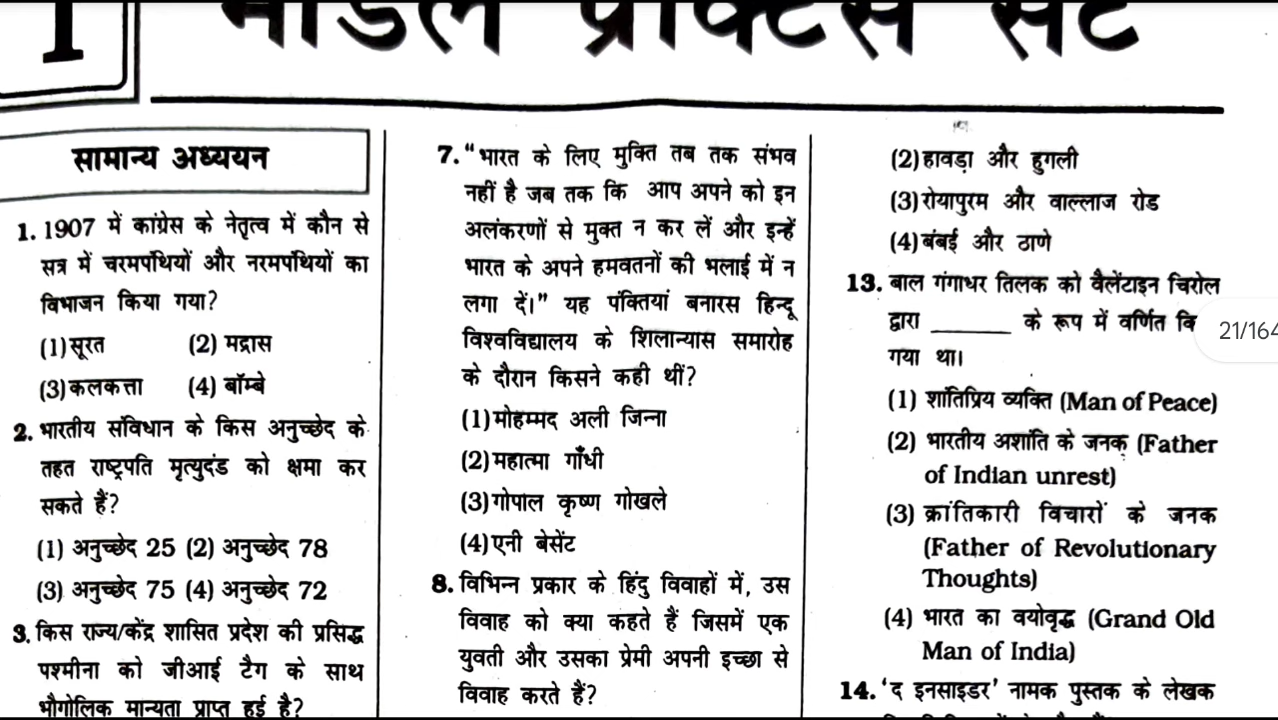 1
मॉडल प्रैक्टिस सेट
सामान्य अध्ययन
1. 1907 में कांग्रेस के नेतृत्व में कौन से
सत्र में चरमपंथियों और नरमपंथियों का
विभाजन किया गया?
(1) सूरत (2) मद्रास
(3) कलकत्ता (4) बॉम्बे
2. भारतीय संविधान के किस अनुच्छेद के
तहत राष्ट्रपति मृत्युदंड को क्षमा कर
सकते हैं?
(1) अनुच्छेद 25 (2) अनुच्छेद 78
(3) अनुच्छेद 75 (4) अनुच्छेद 72
3. किस राज्य/केंद्र शासित प्रदेश की प्रसिद्ध
पश्मीना को जीआई टैग के साथ
भौगोलिक मान्यता प्राप्त हुई है?
7. “भारत के लिए मुक्ति तब तक संभव
नहीं है जब तक कि आप अपने को इन
अलंकरणों से मुक्त न कर लें और इन्हें
भारत के अपने हमवतनों की भलाई में न
लगा दें।” यह पंक्तियां बनारस हिन्दू
विश्वविद्यालय के शिलान्यास समारोह
के दौरान किसने कही थीं?
(1) मोहम्मद अली जिन्ना
(2) महात्मा गाँधी
(3) गोपाल कृष्ण गोखले
(4) एनी बेसेंट
8. विभिन्न प्रकार के हिंदु विवाहों में, उस
विवाह को क्या कहते हैं जिसमें एक
युवती और उसका प्रेमी अपनी इच्छा से
विवाह करते हैं?
(2) हावड़ा और हुगली
(3) रोयापुरम और वाल्लाज रोड
(4) बंबई और ठाणे
13. बाल गंगाधर तिलक को वैलेंटाइन चिरोल
द्वारा ________ के रूप में वर्णित कि
गया था।
(1) शांतिप्रिय व्यक्ति (Man of Peace)
(2) भारतीय अशांति के जनक (Father
of Indian unrest)
(3) क्रांतिकारी विचारों के जनक
(Father of Revolutionary
Thoughts)
(4) भारत का वयोवृद्ध (Grand Old
Man of India)
14. ‘द इनसाइडर’ नामक पुस्तक के लेखक
21/164